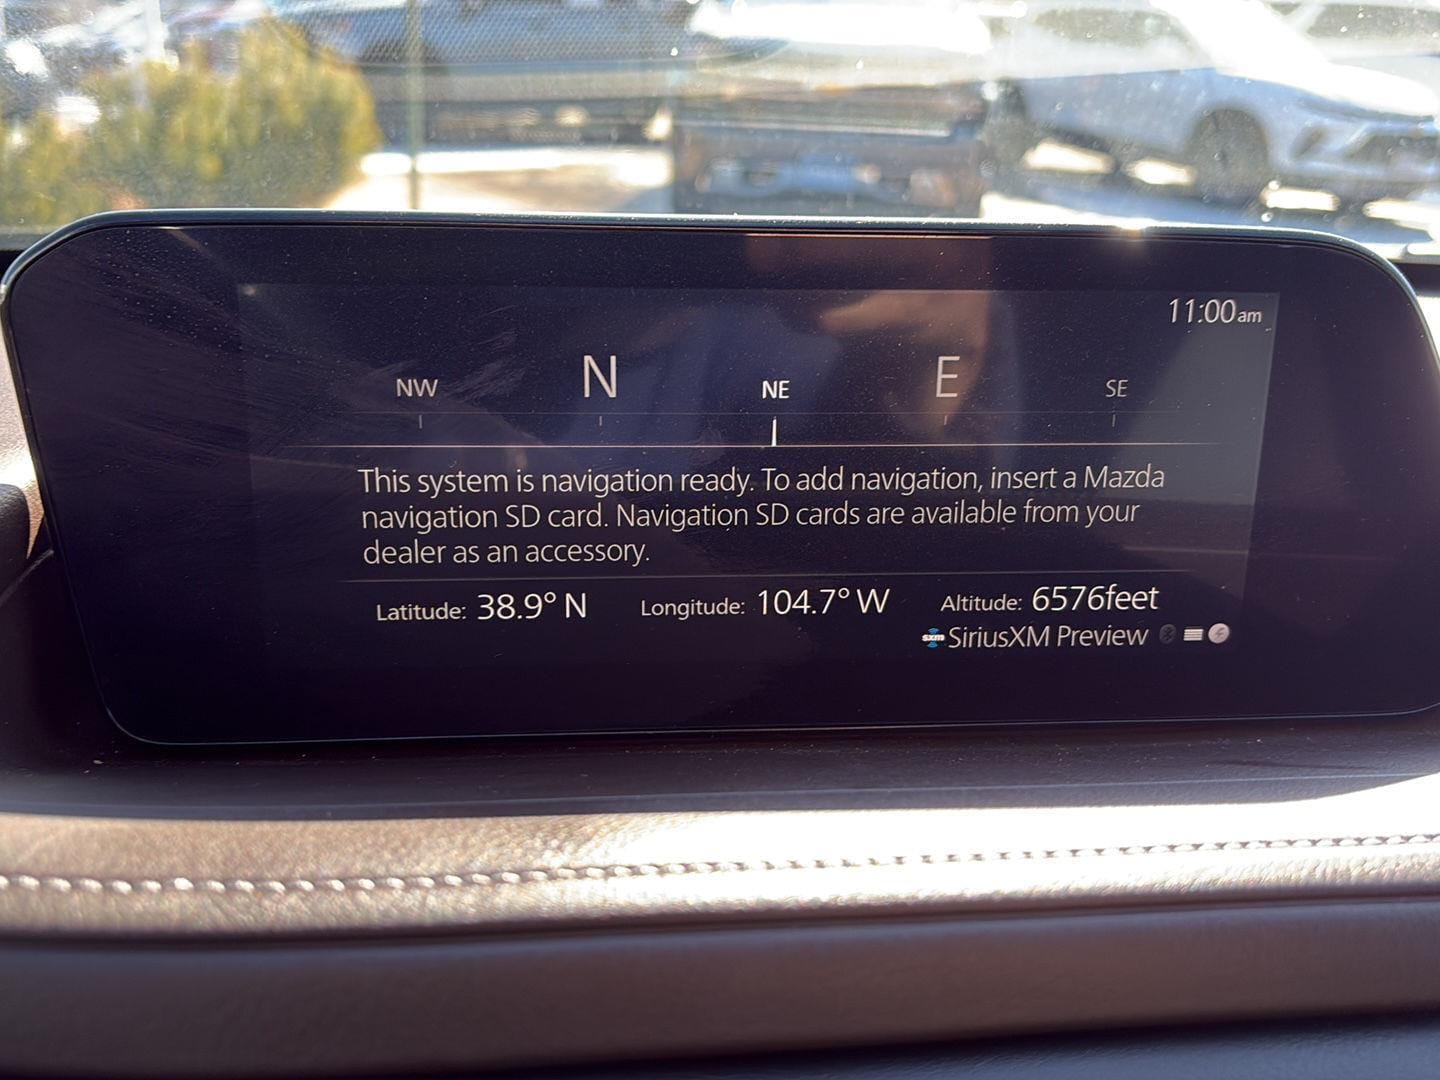 11:00am
NW N NE E SE
This system is navigation ready. To add navigation, insert a Mazda
navigation SD card. Navigation SD cards are available from your
dealer as an accessory.
Latitude: 38.9° N Longitude: 104.7° W Altitude: 6576feet
sxm SiriusXM Preview